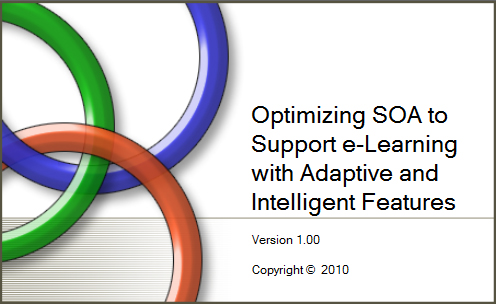 Optimizing SOA to
Support e-Learning
with Adaptive and
Intelligent Features
Version 1.00
Copyright © 2010